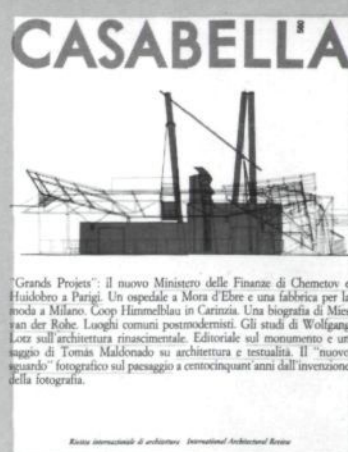 CASABELLA
560
"Grands Projets": il nuovo Ministero delle Finanze di Chemetov e
Huidobro a Parigi. Un ospedale a Mora d'Ebre e una fabbrica per la
moda a Milano. Coop Himmelblau in Carinzia. Una biografia di Mies
van der Rohe. Luoghi comuni postmodernisti. Gli studi di Wolfgang
Lotz sull'architettura rinascimentale. Editoriale sul monumento e un
saggio di Tomás Maldonado su architettura e testualità. Il "nuovo
sguardo" fotografico sul paesaggio a centocinquant'anni dall'invenzione
della fotografia.
Rivista internazionale di architettura International Architectural Review